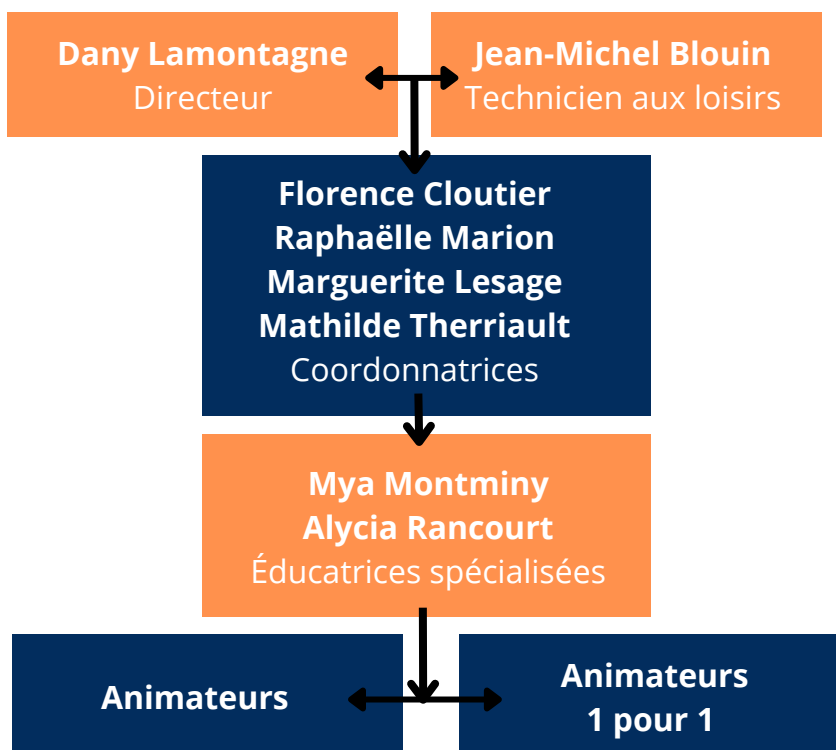 Dany Lamontagne
Directeur
Jean-Michel Blouin
Technicien aux loisirs
Florence Cloutier
Raphaëlle Marion
Marguerite Lesage
Mathilde Therriault
Coordonnatrices
Mya Montminy
Alycia Rancourt
Éducatrices spécialisées
Animateurs
Animateurs
1 pour 1